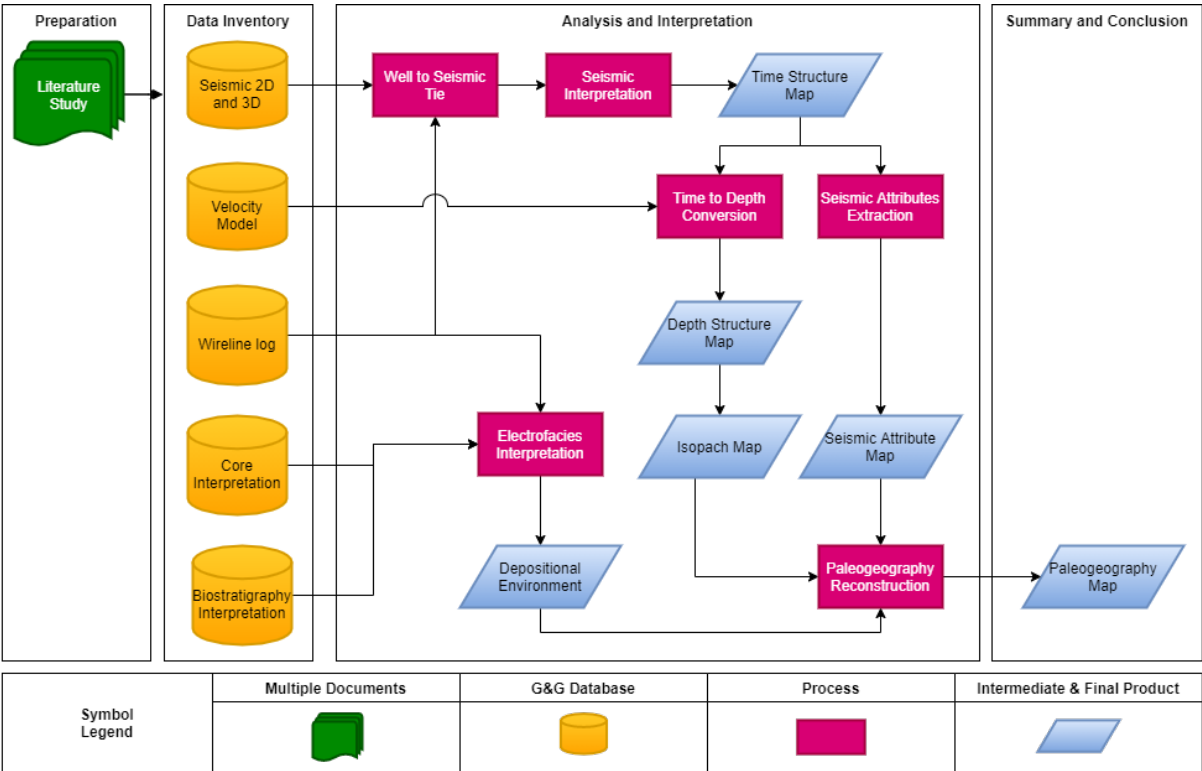 Preparation
Data Inventory
Analysis and Interpretation
Summary and Conclusion
Literature
Study
Seismic 2D
and 3D
Well to Seismic
Tie
Seismic
Interpretation
Time Structure
Map
Velocity
Model
Time to Depth
Conversion
Seismic Attributes
Extraction
Wireline log
Depth Structure
Map
Core
Interpretation
Electrofacies
Interpretation
Isopach Map
Seismic Attribute
Map
Biostratigraphy
Interpretation
Depositional
Environment
Paleogeography
Reconstruction
Paleogeography
Map
Symbol
Legend
Multiple Documents
G&G Database
Process
Intermediate & Final Product